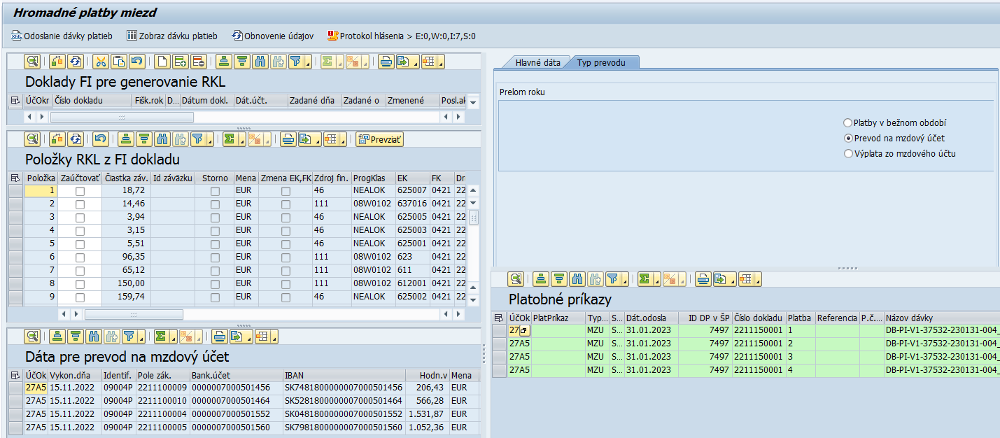 Hromadné platby miezd
Odoslanie dávky platieb Zobraz dávku platieb Obnovenie údajov Protokol hlásenia > E:0,W:0,I:7,S:0
Doklady FI pre generovanie RKL
ÚčOkr Číslo dokladu Fišk.rok D... Dátum dokl. Dát.účt. Zadané dňa Zadané o Zmenené Posl.ak
Prevziať
Položky RKL z FI dokladu
Položka Zaúčtovať Čiastka záv. Id záväzku Storno Mena Zmena EK,FK Zdroj fin. ProgKlas EK FK Dru
1 18,72 EUR 46 NEALOK 625007 0421 22
2 14,46 EUR 111 08W0102 637016 0421 22
3 3,94 EUR 46 NEALOK 625005 0421 22
4 3,15 EUR 46 NEALOK 625003 0421 22
5 5,51 EUR 46 NEALOK 625001 0421 22
6 96,35 EUR 111 08W0102 623 0421 22
7 65,12 EUR 111 08W0102 611 0421 22
8 150,00 EUR 111 08W0102 612001 0421 22
9 159,74 EUR 46 NEALOK 625002 0421 22
Dáta pre prevod na mzdový účet
ÚčOk Vykon.dňa Identif. Pole zák. Bank.účet IBAN Hodn.v Mena
27A5 15.11.2022 09004P 2211100009 0000007000501456 SK7481800000007000501456 206,43 EUR
27A5 15.11.2022 09004P 2211100010 0000007000501464 SK5281800000007000501464 566,28 EUR
27A5 15.11.2022 09004P 2211100004 0000007000501552 SK0481800000007000501552 1.531,87 EUR
27A5 15.11.2022 09004P 2211100005 0000007000501560 SK7981800000007000501560 1.052,36 EUR
Hlavné dáta Typ prevodu
Prelom roku
Platby v bežnom období
Prevod na mzdový účet
Výplata zo mzdového účtu
Platobné príkazy
ÚčOk PlatPríkaz Typ... S... Dát.odosla ID DP v ŠP Číslo dokladu Platba Referencia P.č.... Názov dávky
27 MZU S... 31.01.2023 7497 2211150001 1 DB-PI-V1-37532-230131-004_
27A5 MZU S... 31.01.2023 7497 2211150001 2 DB-PI-V1-37532-230131-004_
27A5 MZU S... 31.01.2023 7497 2211150001 3 DB-PI-V1-37532-230131-004_
27A5 MZU S... 31.01.2023 7497 2211150001 4 DB-PI-V1-37532-230131-004_